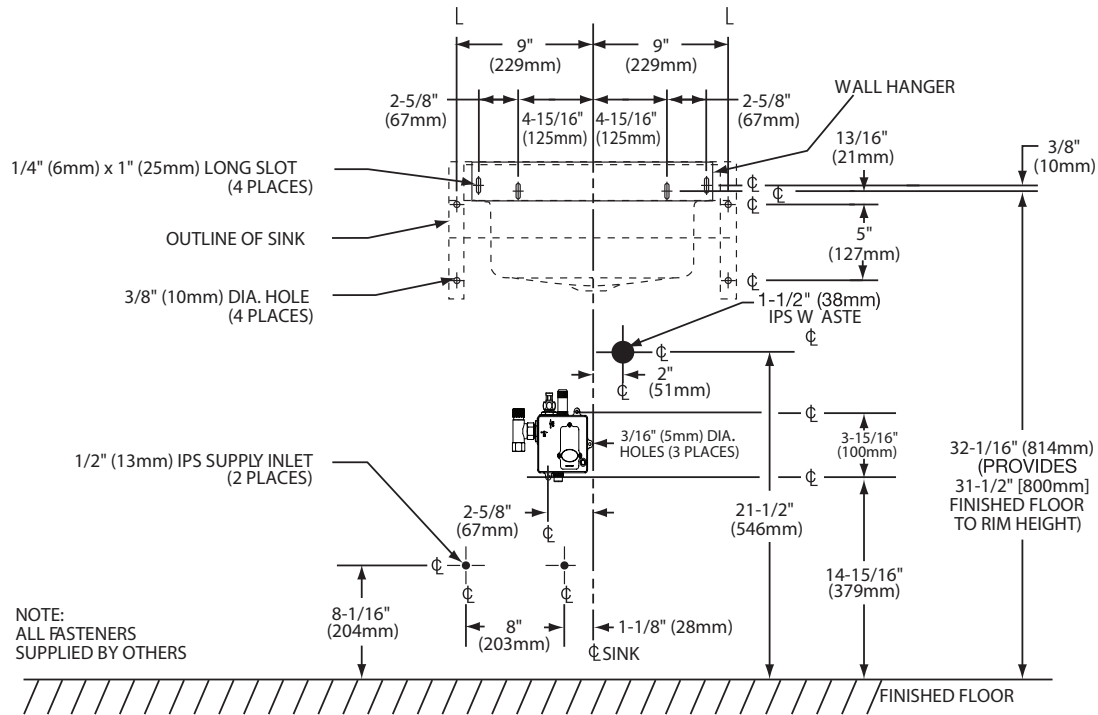 L
L
9"
(229mm)
9"
(229mm)
WALL HANGER
2-5/8"
(67mm)
4-15/16"
(125mm)
4-15/16"
(125mm)
2-5/8"
(67mm)
13/16"
(21mm)
3/8"
(10mm)
1/4" (6mm) x 1" (25mm) LONG SLOT
(4 PLACES)
℄
℄
℄
OUTLINE OF SINK
5"
(127mm)
3/8" (10mm) DIA. HOLE
(4 PLACES)
℄
1-1/2" (38mm)
IPS W ASTE
℄
℄
2"
(51mm)
℄
℄
3/16" (5mm) DIA.
HOLES (3 PLACES)
3-15/16"
(100mm)
32-1/16" (814mm)
(PROVIDES
31-1/2" [800mm]
FINISHED FLOOR
TO RIM HEIGHT)
1/2" (13mm) IPS SUPPLY INLET
(2 PLACES)
℄
2-5/8"
(67mm)
℄
21-1/2"
(546mm)
℄
℄
℄
14-15/16"
(379mm)
8-1/16"
(204mm)
NOTE:
ALL FASTENERS
SUPPLIED BY OTHERS
8"
(203mm)
1-1/8" (28mm)
℄ SINK
FINISHED FLOOR